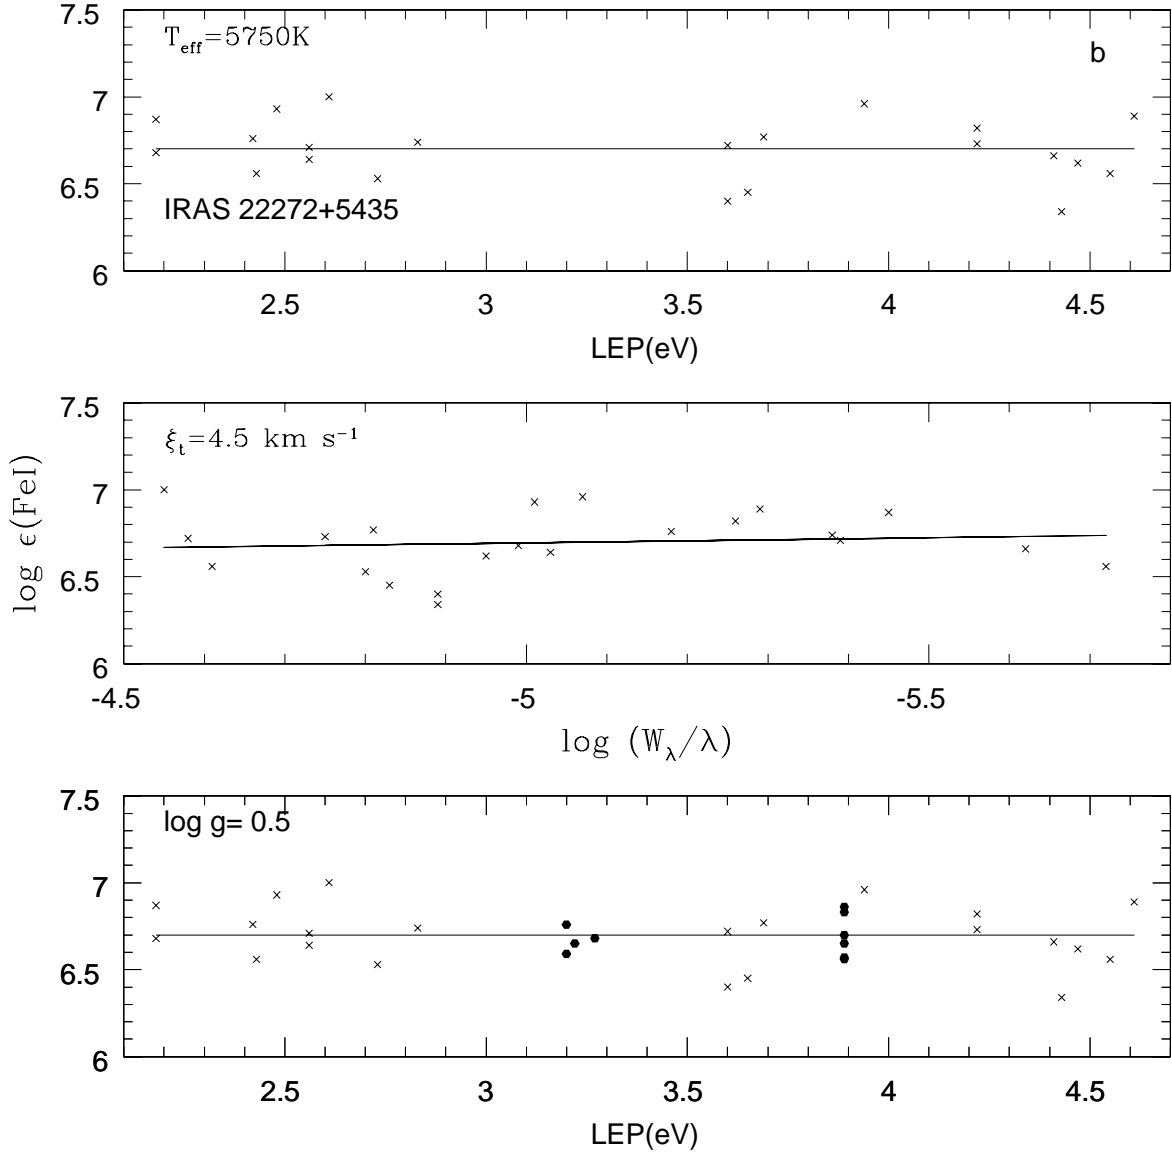 7.5
T_eff=5750K
b
7
6.5
IRAS 22272+5435
6
2.5 3 3.5 4 4.5
LEP(eV)
7.5
ξ_t=4.5 km s⁻¹
7
log ϵ(FeI)
6.5
6
-4.5 -5 -5.5
log (W_λ/λ)
7.5
log g= 0.5
7
6.5
6
2.5 3 3.5 4 4.5
LEP(eV)